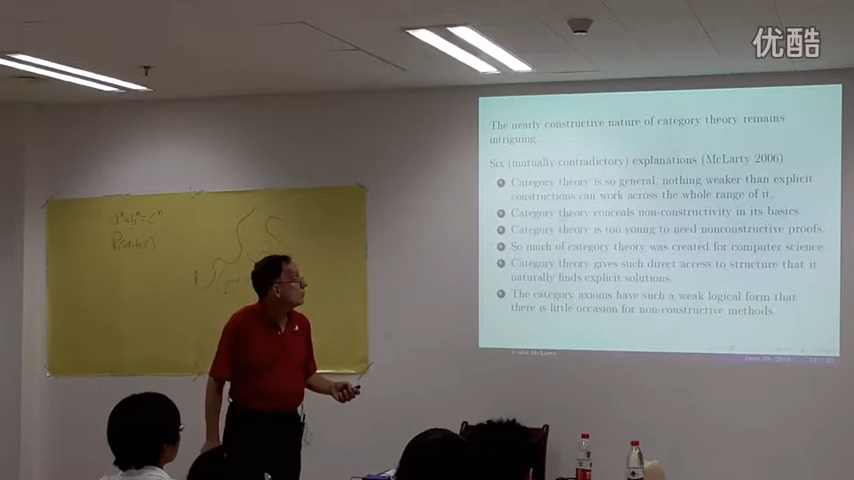 优酷
The nearly constructive nature of category theory remains
intriguing.
Six (mutually contradictory) explanations (McLarty 2006)
Category theory is so general, nothing weaker than explicit
constructions can work across the whole range of it.
Category theory conceals non-constructivity in its basics.
Category theory is too young to need nonconstructive proofs.
So much of category theory was created for computer science.
Category theory gives such direct access to structure that it
naturally finds explicit solutions.
The category axioms have such a weak logical form that
there is little occasion for non-constructive methods.
Colin McLarty
aⁿ+bⁿ=cⁿ